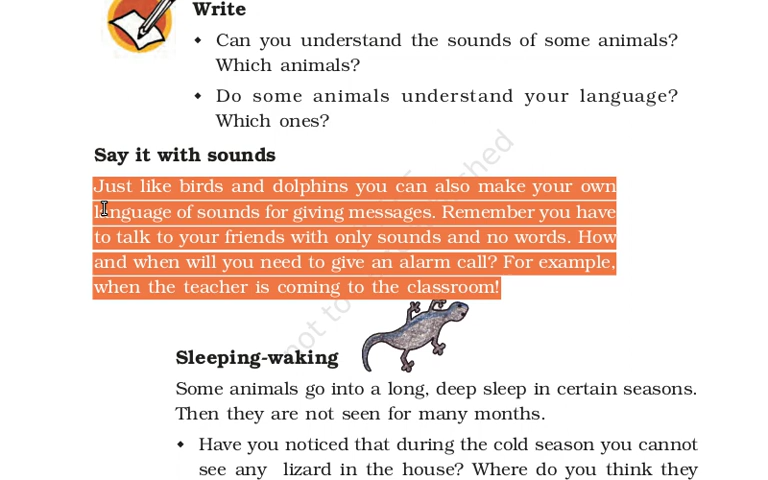 Write
Can you understand the sounds of some animals?
Which animals?
Do some animals understand your language?
Which ones?
Say it with sounds
Just like birds and dolphins you can also make your own
language of sounds for giving messages. Remember you have
to talk to your friends with only sounds and no words. How
and when will you need to give an alarm call? For example,
when the teacher is coming to the classroom!
not to
Sleeping-waking
Some animals go into a long, deep sleep in certain seasons.
Then they are not seen for many months.
Have you noticed that during the cold season you cannot
see any lizard in the house? Where do you think they